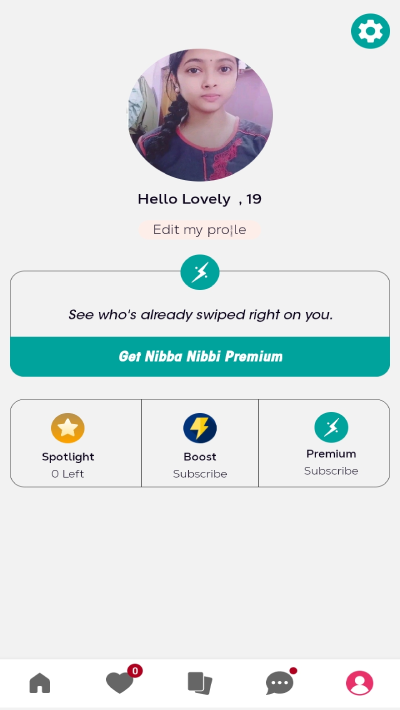 Hello Lovely , 19
Edit my pro|le
See who's already swiped right on you.
Get Nibba Nibbi Premium
Spotlight
0 Left
Boost
Subscribe
Premium
Subscribe
0